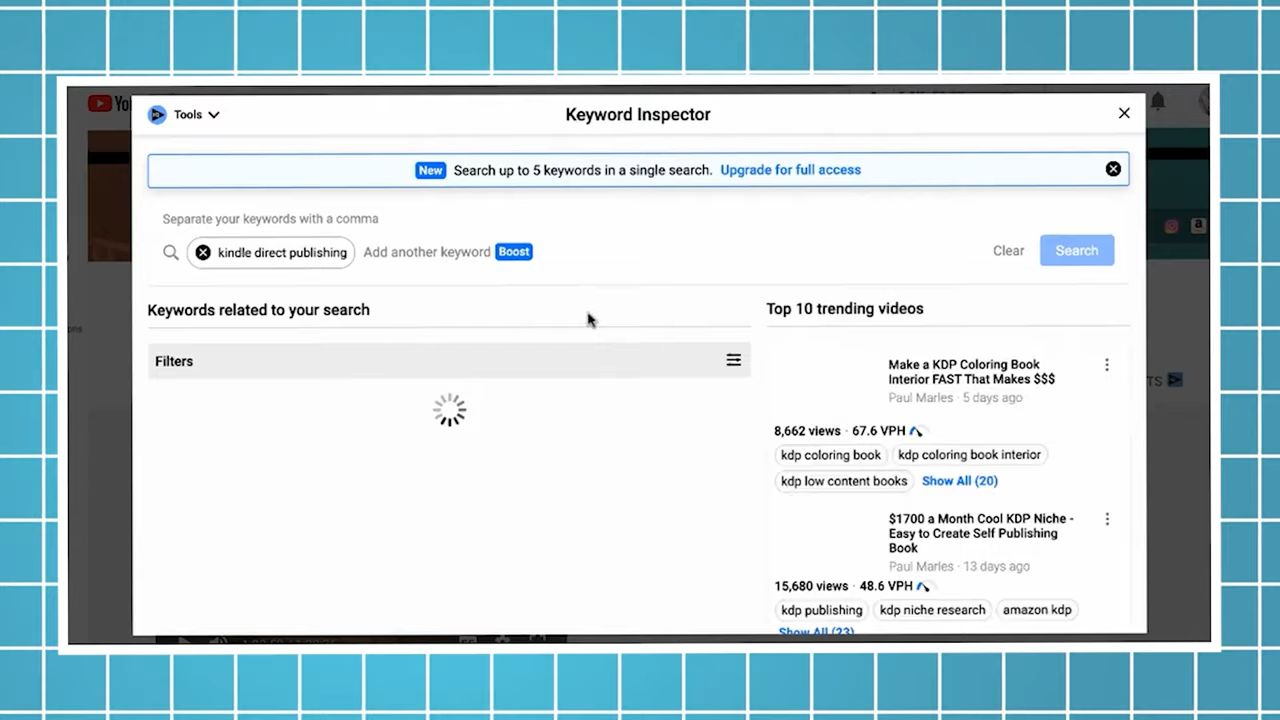 Yo
Tools
Keyword Inspector
New Search up to 5 keywords in a single search. Upgrade for full access
Separate your keywords with a comma
kindle direct publishing Add another keyword Boost
Clear Search
Keywords related to your search
Filters
Top 10 trending videos
Make a KDP Coloring Book
Interior FAST That Makes $$$
Paul Marles · 5 days ago
8,662 views · 67.6 VPH
kdp coloring book kdp coloring book interior
kdp low content books Show All (20)
$1700 a Month Cool KDP Niche -
Easy to Create Self Publishing
Book
Paul Marles · 13 days ago
15,680 views · 48.6 VPH
kdp publishing kdp niche research amazon kdp
Show All (23)